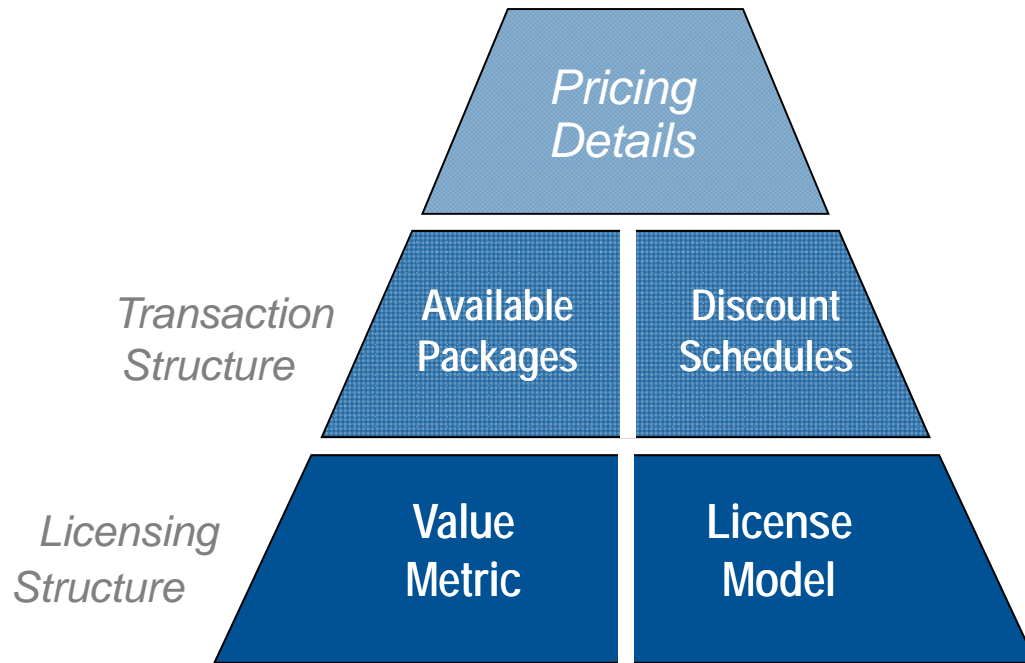 Pricing
Details
Transaction
Structure
Available
Packages
Discount
Schedules
Licensing
Structure
Value
Metric
License
Model